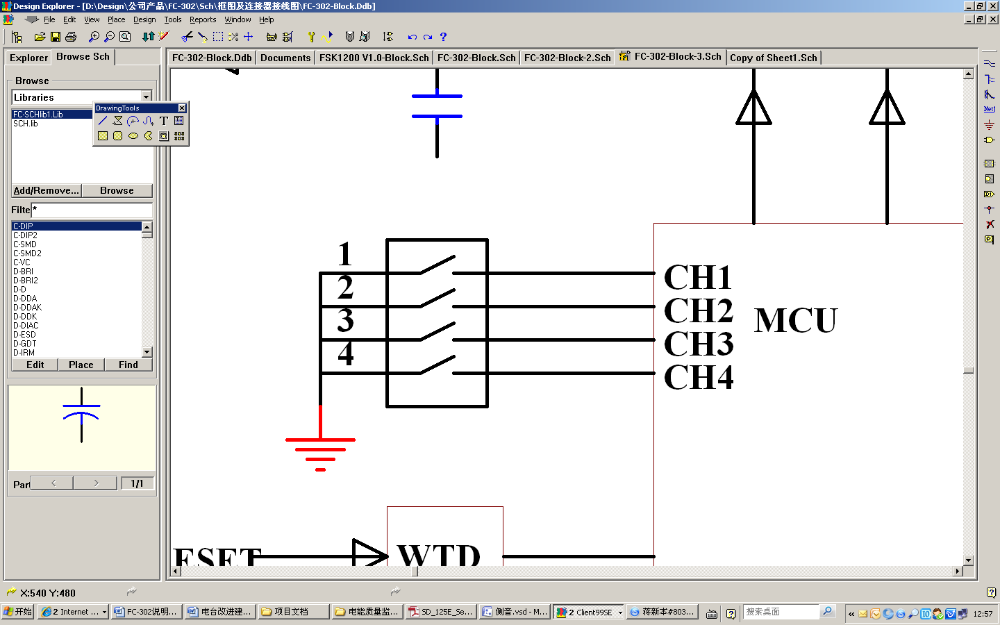 Design Explorer - [D:\Design\公司产品\FC-302\Sch\框图及连接器接线图\FC-302-Block.Ddb]
File Edit View Place Design Tools Reports Window Help
Explorer Browse Sch
FC-302-Block.Ddb Documents FSK1200 V1.0-Block.Sch FC-302-Block.Sch FC-302-Block-2.Sch FC-302-Block-3.Sch Copy of Sheet1.Sch
Browse
Libraries
DrawingTools
FC-SCHlib1.Lib
SCH.lib
T
Net1
D1
P
Add/Remove... Browse
Filte *
C-DIP
C-DIP2
C-SMD
C-SMD2
C-VC
D-BRI
D-BRI2
D-D
D-DDA
D-DDAK
D-DDK
D-DIAC
D-ESD
D-GDT
D-IRM
Edit Place Find
Part < > 1/1
1
2
3
4
CH1
CH2
CH3
CH4
MCU
ESET
WTD
X:540 Y:480
开始 2 Internet ... FC-302说明... 电台改进建... 项目文档 电能质量监... SD_125E_Se... 侧音.vsd - M... 2 Client99SE 蒋新本#803... 搜索桌面 « 12:57